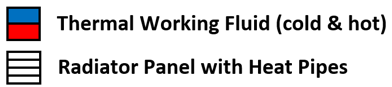 Thermal Working Fluid (cold & hot)
Radiator Panel with Heat Pipes